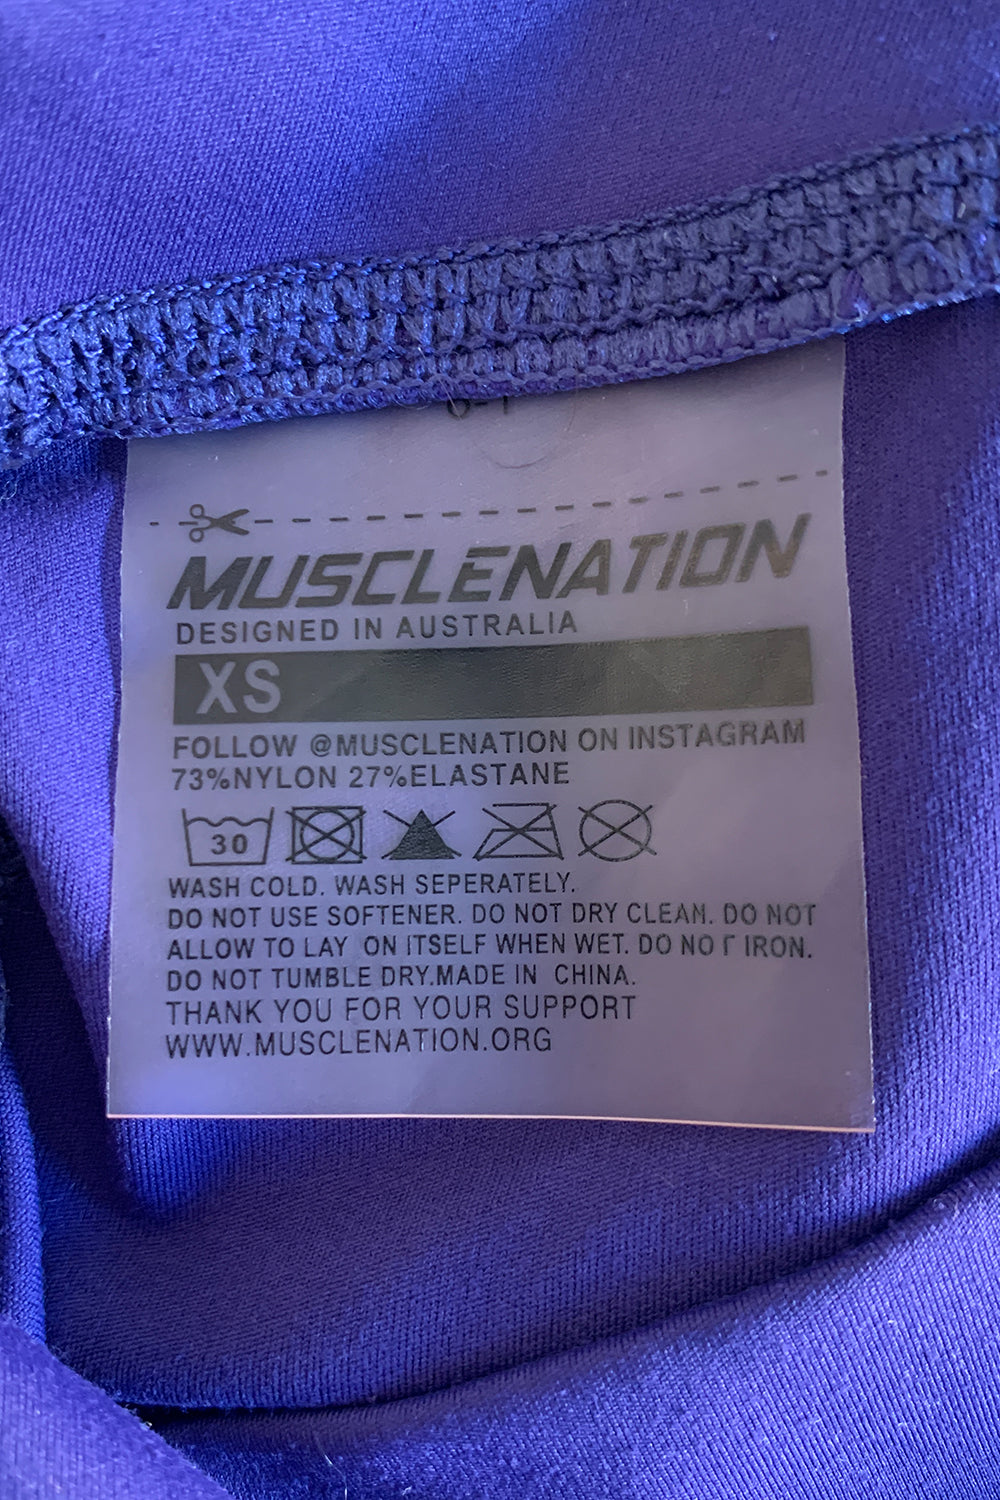 MUSCLENATION
DESIGNED IN AUSTRALIA
XS
FOLLOW @MUSCLENATION ON INSTAGRAM
73%NYLON 27%ELASTANE
30
WASH COLD. WASH SEPERATELY.
DO NOT USE SOFTENER. DO NOT DRY CLEAN. DO NOT
ALLOW TO LAY ON ITSELF WHEN WET. DO NOT IRON.
DO NOT TUMBLE DRY.MADE IN CHINA.
THANK YOU FOR YOUR SUPPORT
WWW.MUSCLENATION.ORG